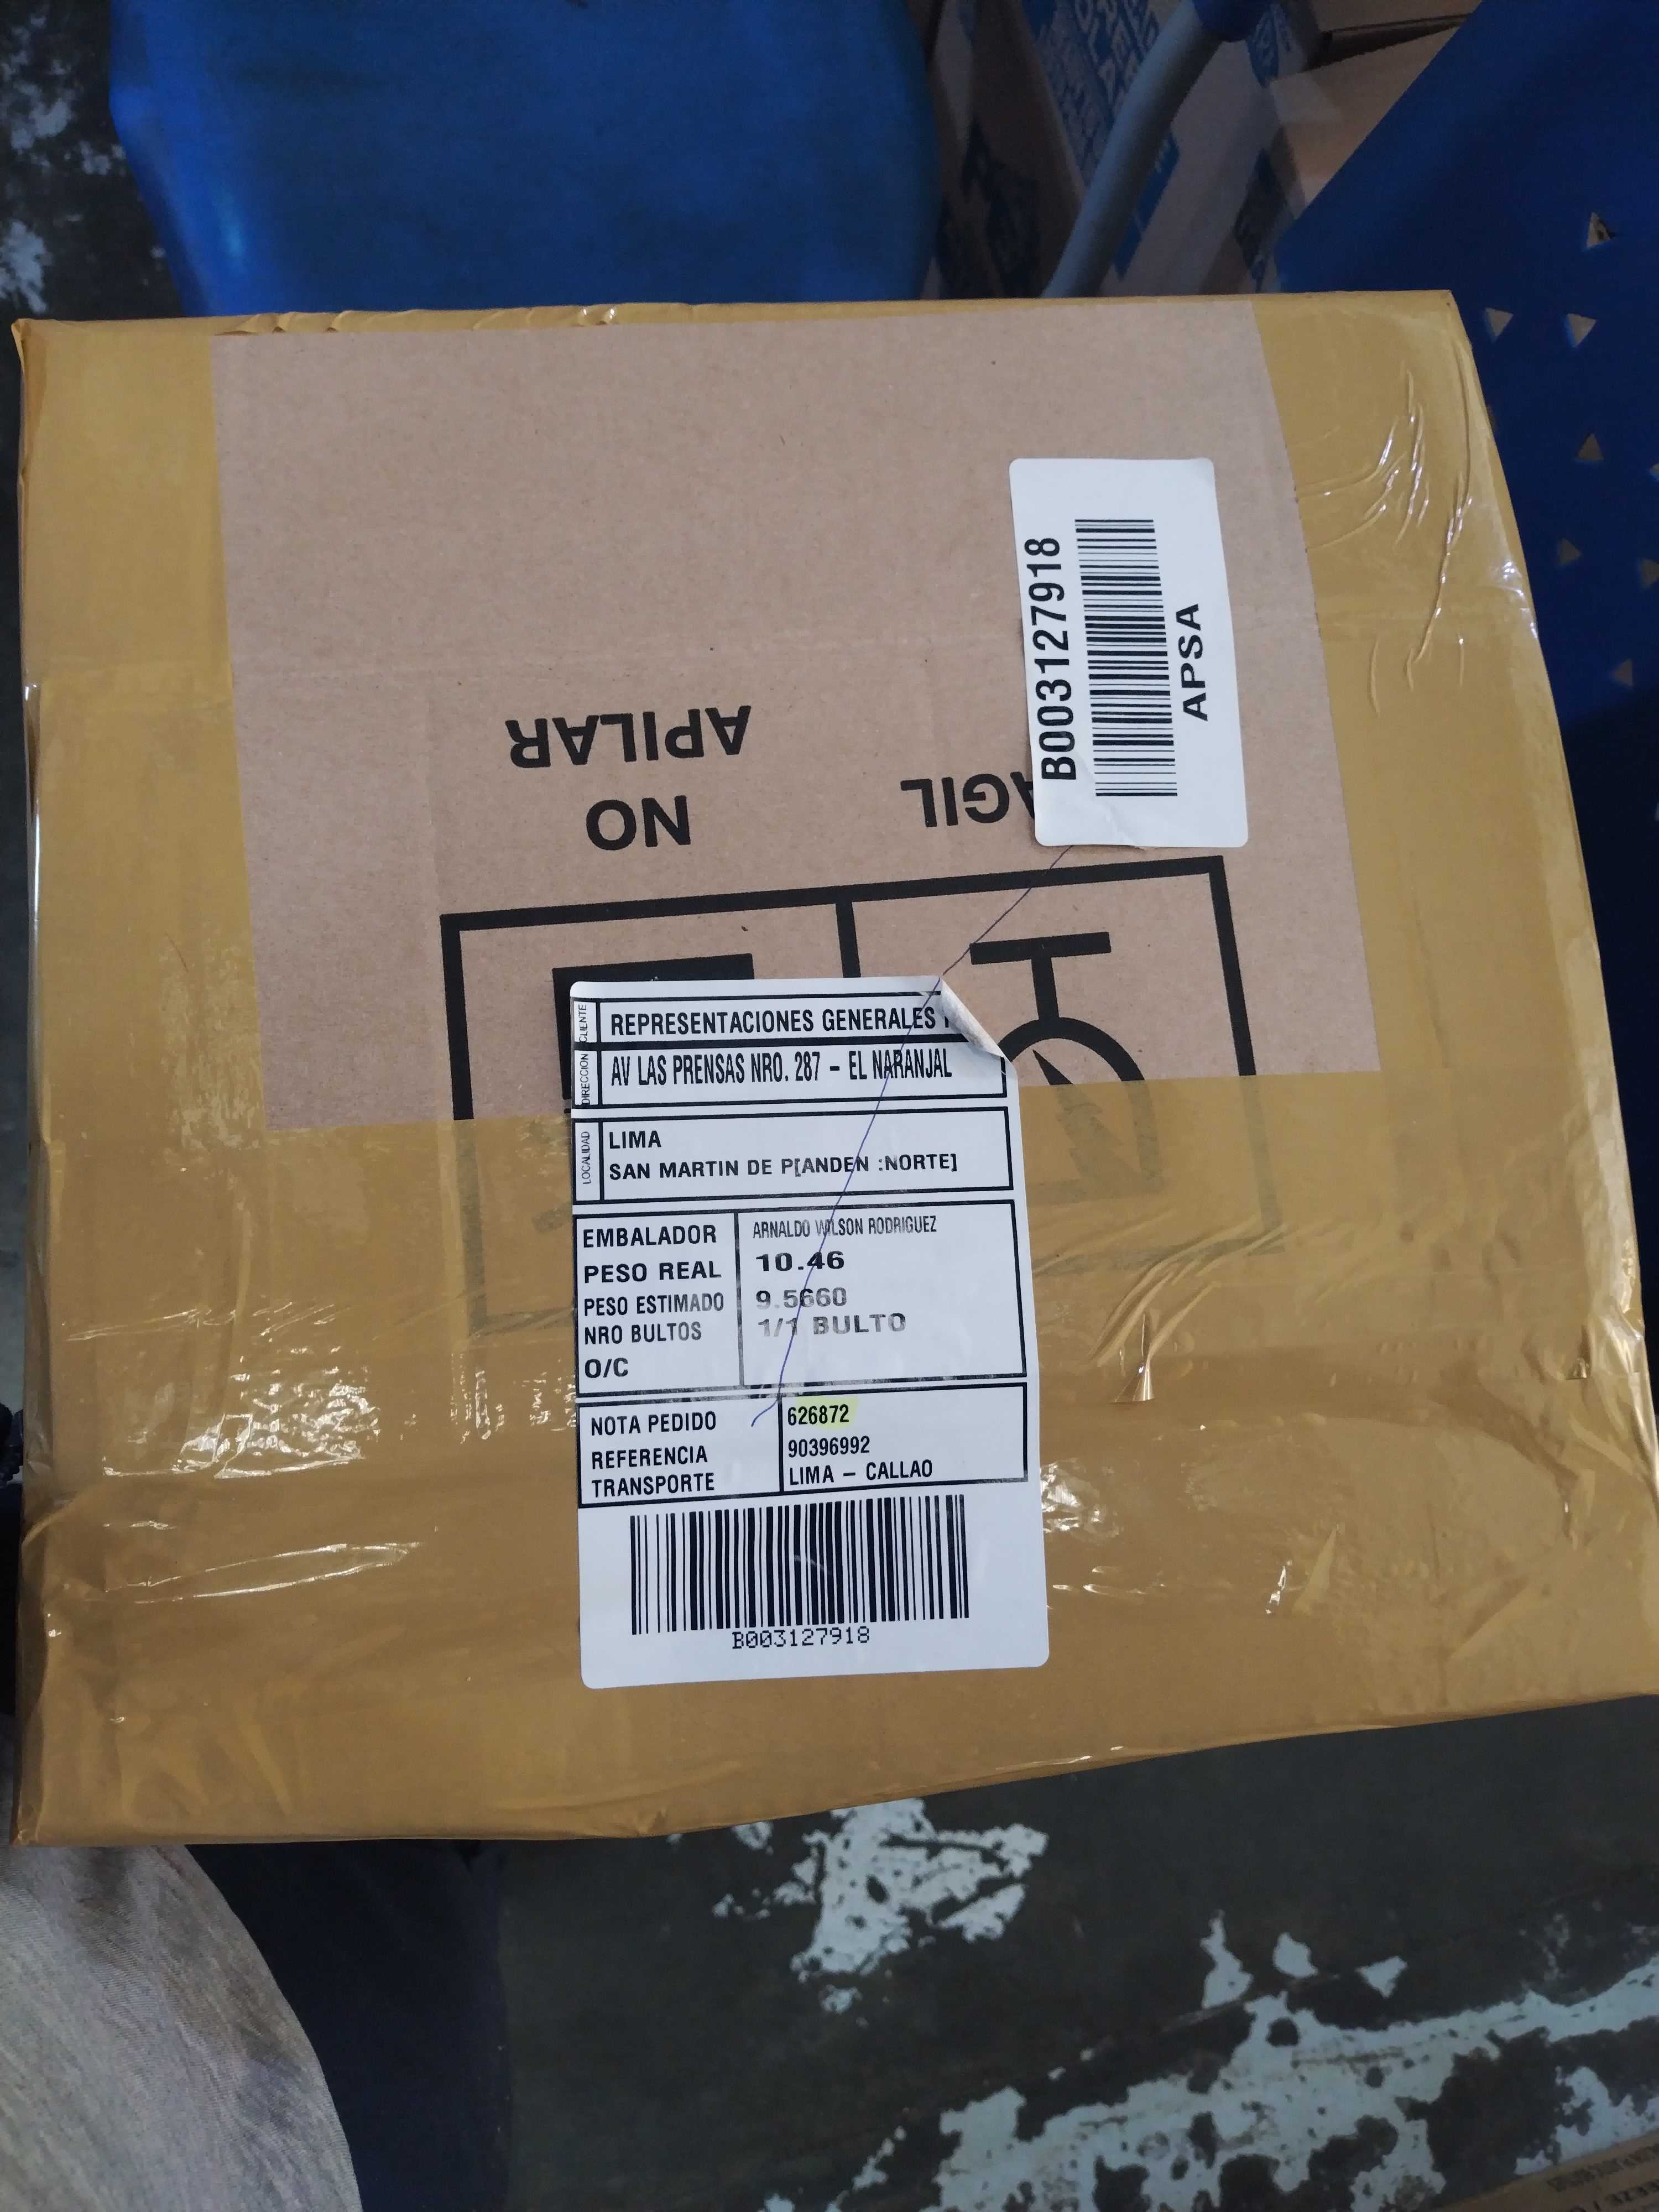 B003127918
APSA
NO
APILAR
AGIL
CLIENTE
REPRESENTACIONES GENERALES
DIRECCION
AV LAS PRENSAS NRO. 287 - EL NARANJAL
LOCALIDAD
LIMA
SAN MARTIN DE P[ANDEN :NORTE]
EMBALADOR ARNALDO WILSON RODRIGUEZ
PESO REAL 10.46
PESO ESTIMADO 9.5660
NRO BULTOS 1/1 BULTO
O/C
NOTA PEDIDO 626872
REFERENCIA 90396992
TRANSPORTE LIMA - CALLAO
B003127918